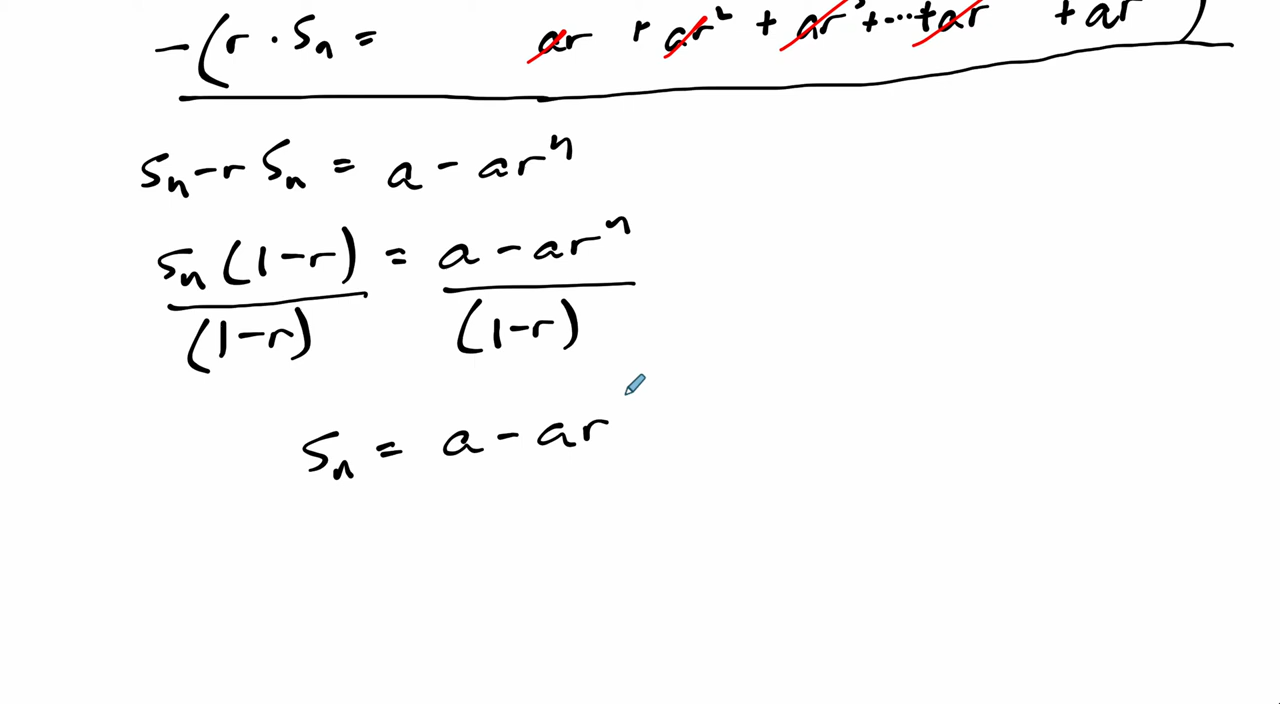 -(r · Sₙ = ar + ar² + ar³ + ··· + ar + ar )
Sₙ - r Sₙ = a - arⁿ
Sₙ (1-r) = a - arⁿ
(1-r) (1-r)
Sₙ = a - ar